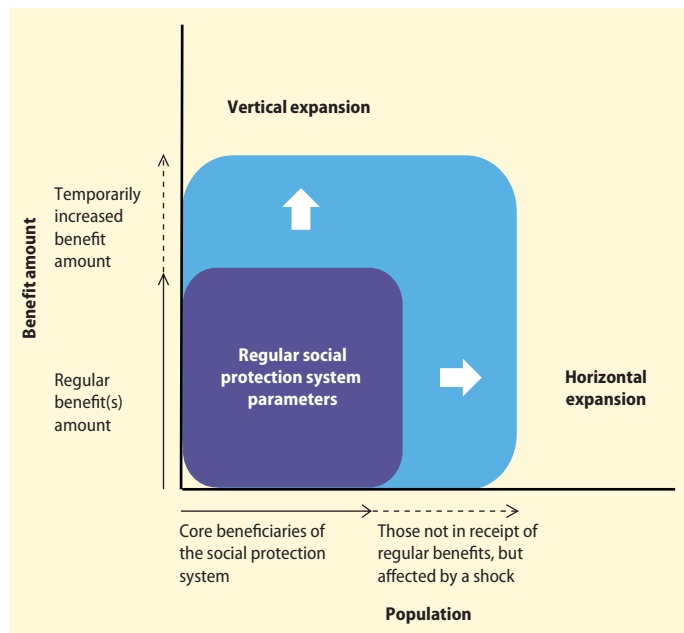 Vertical expansion
Temporarily
increased
benefit
amount
Benefit amount
Regular
benefit(s)
amount
Regular social
protection system
parameters
Horizontal
expansion
Core beneficiaries of
the social protection
system
Those not in receipt of
regular benefits, but
affected by a shock
Population